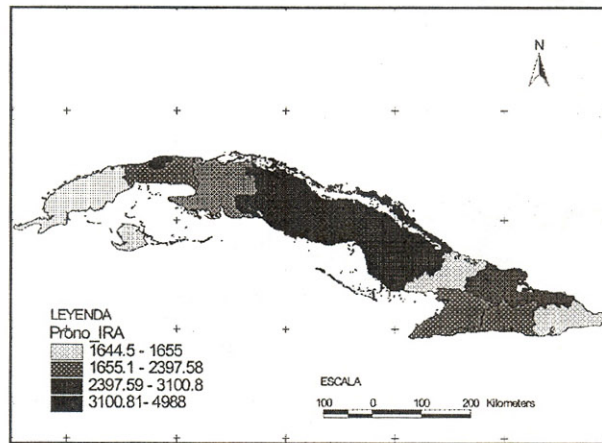 N
LEYENDA
Prono_IRA
1644.5 - 1655
1655.1 - 2397.58
2397.59 - 3100.8
3100.81- 4988
ESCALA
100 0 100 200 Kilometers